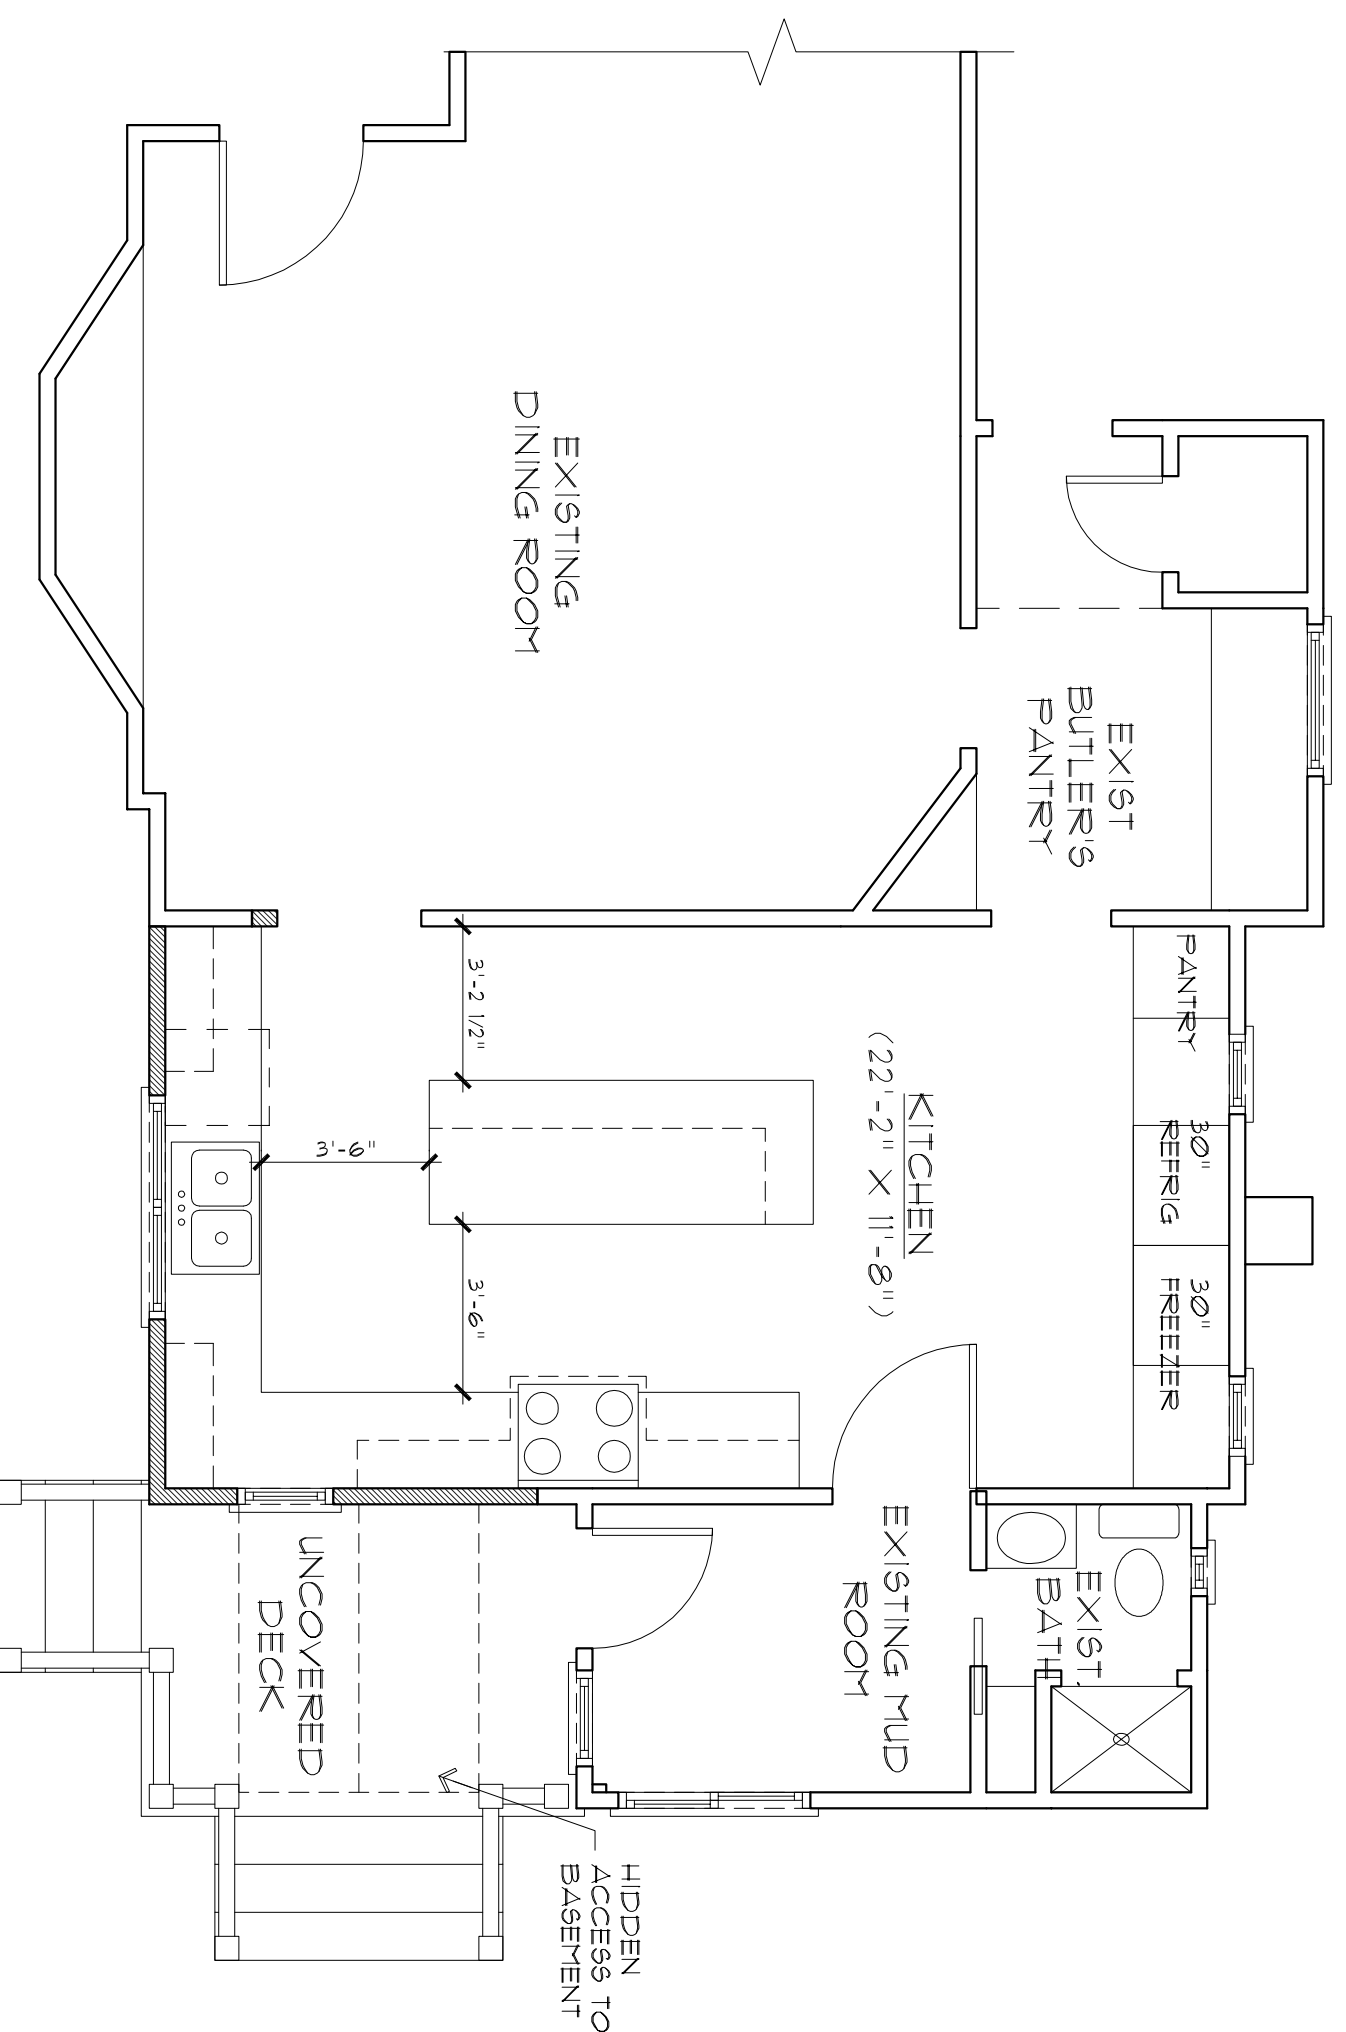 EXISTING
DINING ROOM
EXIST
BUTLER'S
PANTRY
PANTRY
30"
REFRIG
30"
FREEZER
KITCHEN
(22'-2" X 11'-8")
3'-2 1/2"
3'-6"
3'-6"
EXISTING MUD
ROOM
EXIST.
BATH
UNCOVERED
DECK
HIDDEN
ACCESS TO
BASEMENT